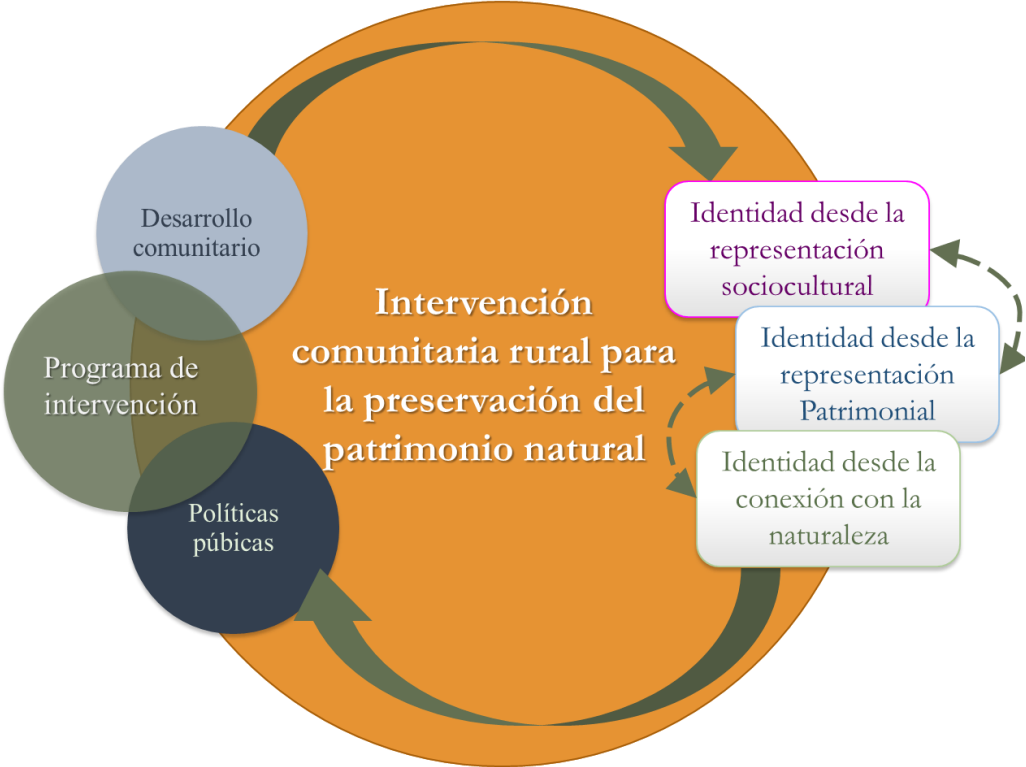 Desarrollo
comunitario
Programa de
intervención
Políticas
púbicas
Intervención
comunitaria rural para
la preservación del
patrimonio natural
Identidad desde la
representación
sociocultural
Identidad desde la
representación
Patrimonial
Identidad desde la
conexión con la
naturaleza